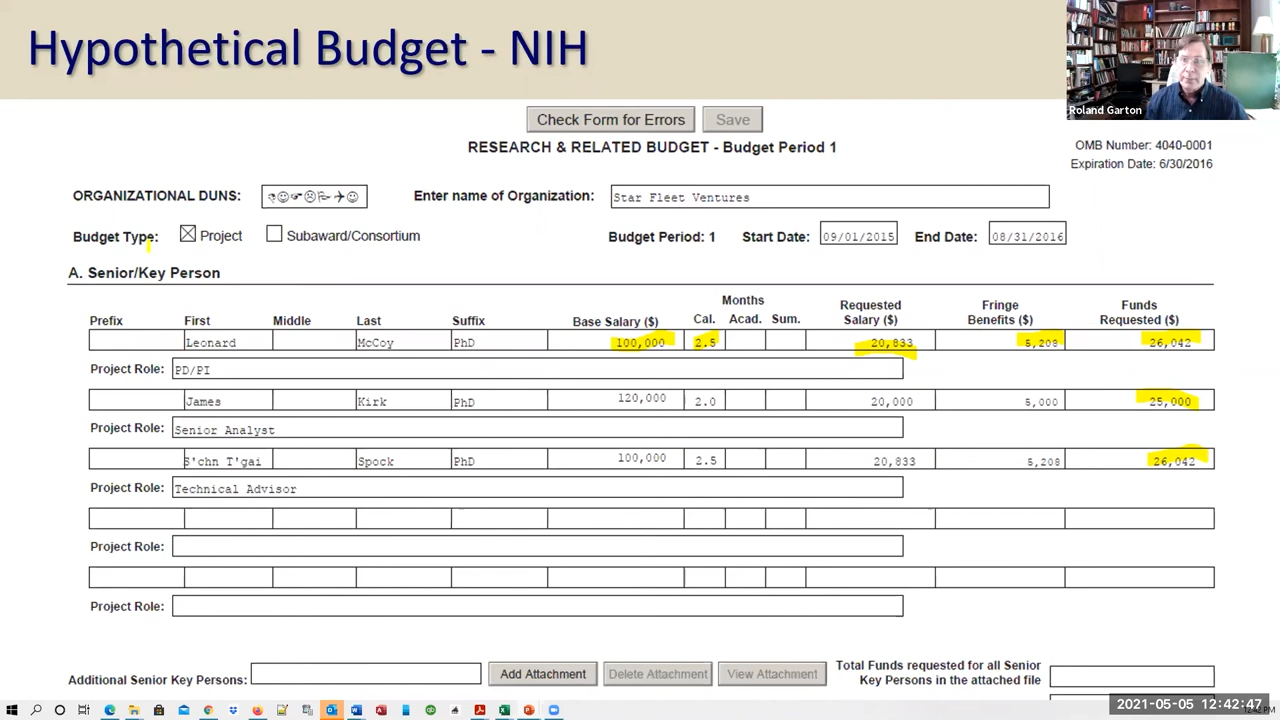 Hypothetical Budget - NIH
Roland Garton
Check Form for Errors Save
RESEARCH & RELATED BUDGET - Budget Period 1
OMB Number: 4040-0001
Expiration Date: 6/30/2016
ORGANIZATIONAL DUNS: Enter name of Organization: Star Fleet Ventures
Budget Type: Project Subaward/Consortium Budget Period: 1 Start Date: 09/01/2015 End Date: 08/31/2016
A. Senior/Key Person
Prefix First Middle Last Suffix Base Salary ($) Months Cal. Acad. Sum. Requested Salary ($) Fringe Benefits ($) Funds Requested ($)
Leonard McCoy PhD 100,000 2.5 20,833 5,208 26,042
Project Role: PD/PI
James Kirk PhD 120,000 2.0 20,000 5,000 25,000
Project Role: Senior Analyst
S'chn T'gai Spock PhD 100,000 2.5 20,833 5,208 26,042
Project Role: Technical Advisor
Project Role:
Project Role:
Additional Senior Key Persons: Add Attachment Delete Attachment View Attachment Total Funds requested for all Senior
Key Persons in the attached file
2021-05-05 12:42:47